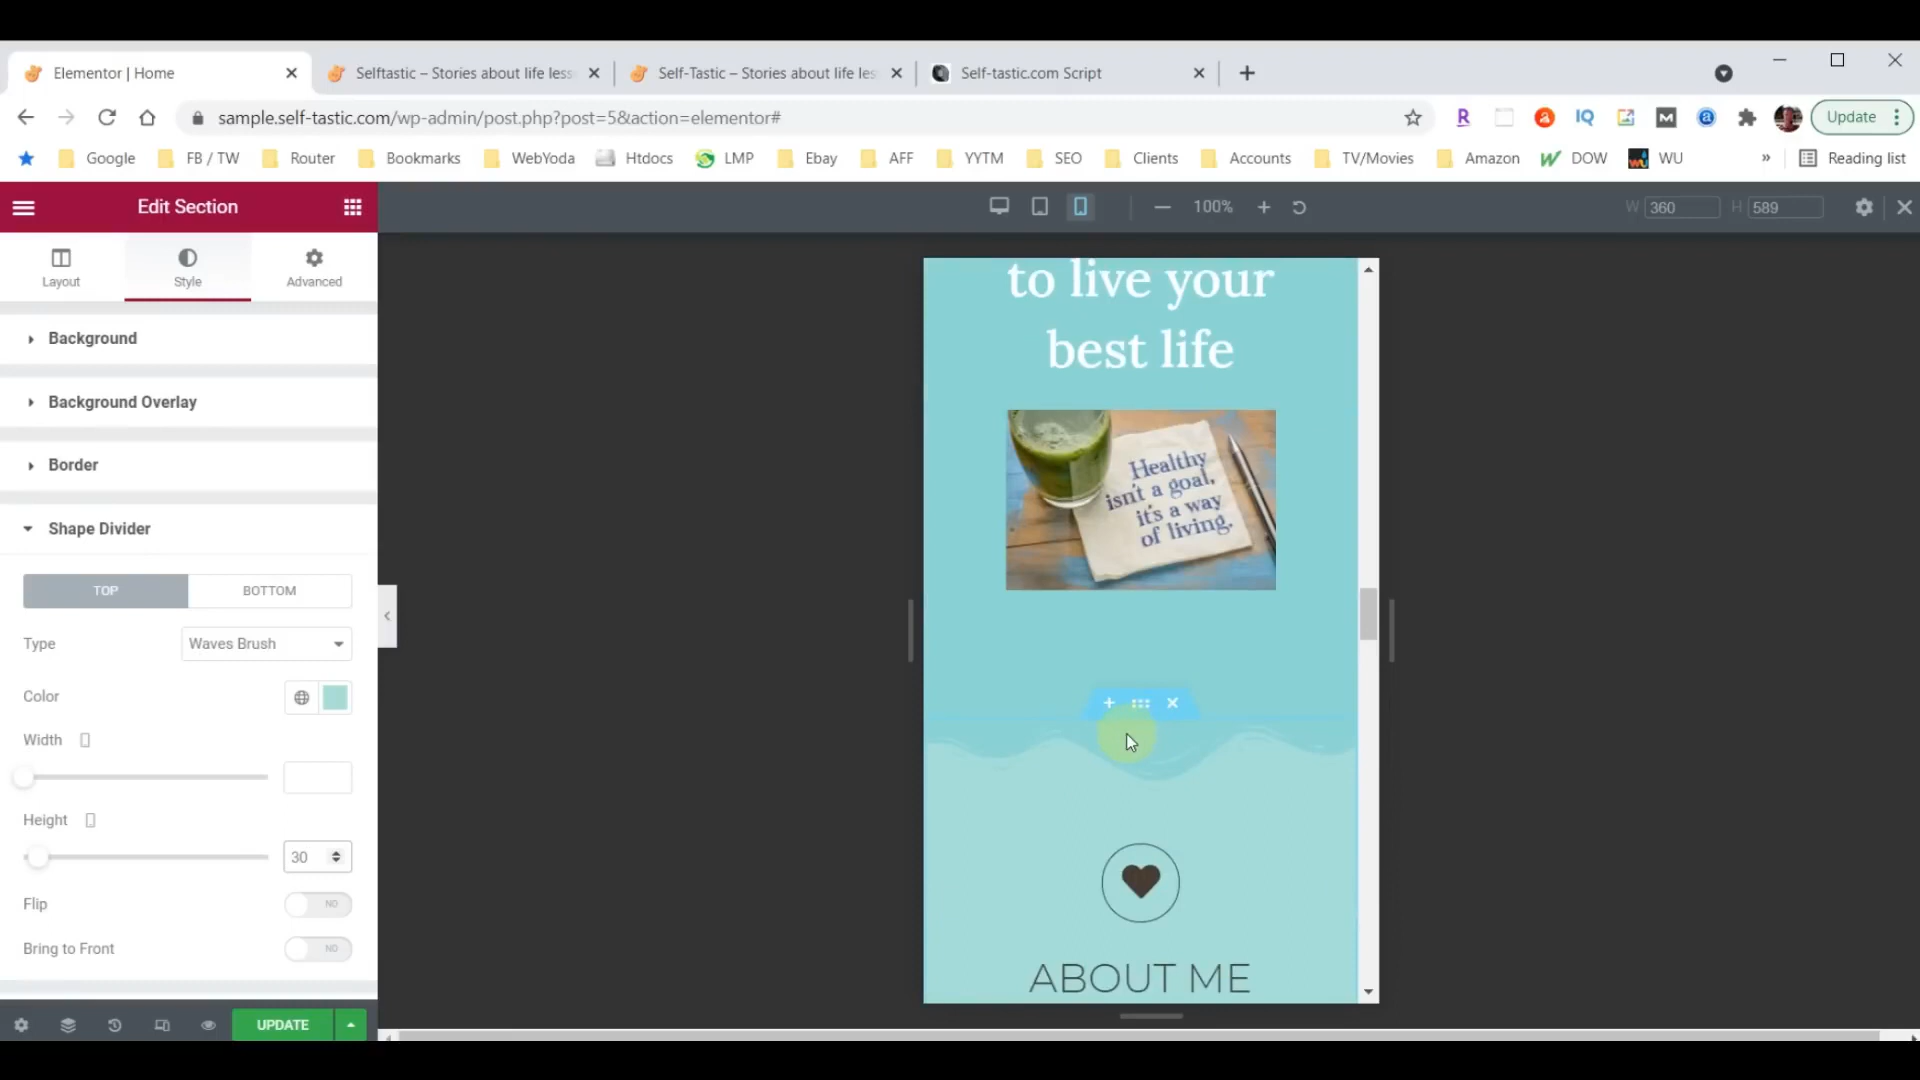 Elementor | Home
Selftastic – Stories about life less
Self-Tastic – Stories about life les
Self-tastic.com Script
sample.self-tastic.com/wp-admin/post.php?post=5&action=elementor#
Update
Google
FB / TW
Router
Bookmarks
WebYoda
Htdocs
LMP
Ebay
AFF
YYTM
SEO
Clients
Accounts
TV/Movies
Amazon
DOW
WU
»
Reading list
Edit Section
100%
W 360
H 589
Layout
Style
Advanced
Background
Background Overlay
Border
Shape Divider
TOP
BOTTOM
Type
Waves Brush
Color
Width
Height
30
Flip
NO
Bring to Front
NO
UPDATE
to live your
best life
Healthy
isn't a goal,
it's a way
of living.
ABOUT ME